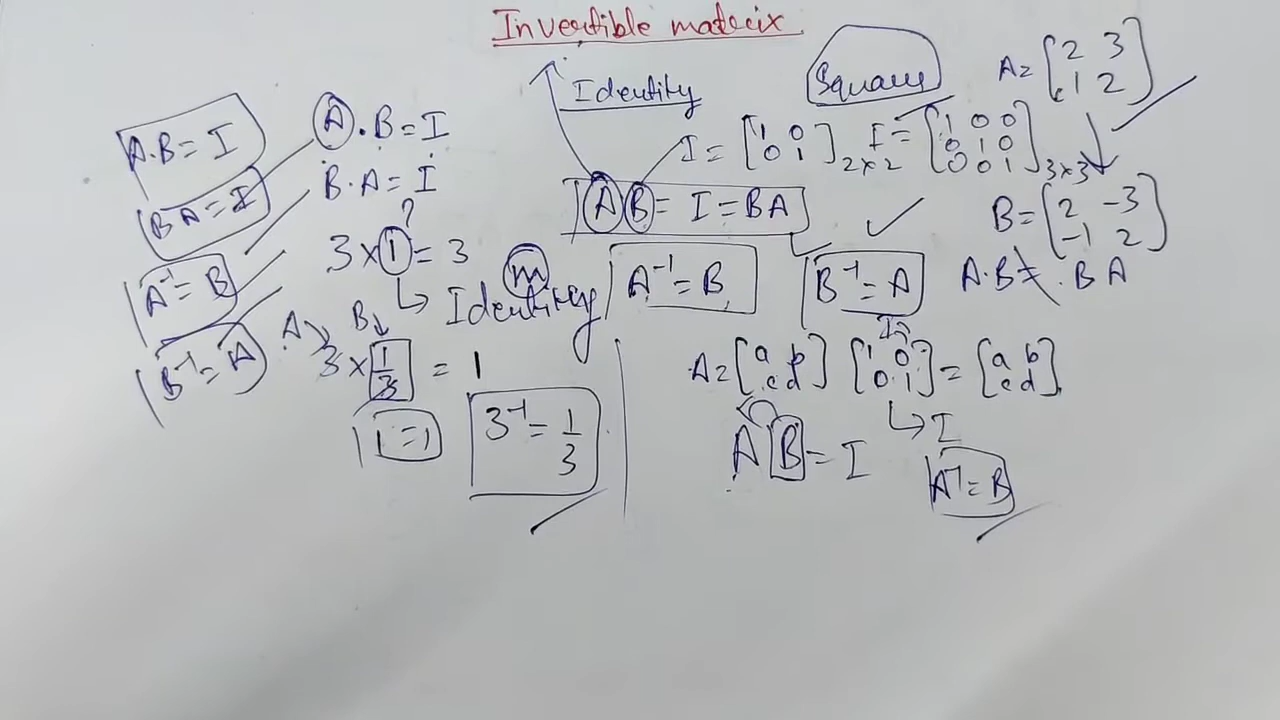 Invertible matrix
Identity
Square
A = [2 3
1 2]
A.B = I
BA = I
A⁻¹ = B
B⁻¹ = A
A.B = I
B.A = I
I = [1 0
0 1] 2×2
I = [1 0 0
0 1 0
0 0 1] 3×3
AB = I = BA
B = [2 -3
-1 2]
?
3 × 1 = 3
m
Identity
A⁻¹ = B
B⁻¹ = A
A.B ≠ .BA
A
B
3 × 1/3 = 1
1 = 1
3⁻¹ = 1/3
A = [a b
c d] [1 0
0 1] = [a b
c d]
I
A B = I
A⁻¹ = B